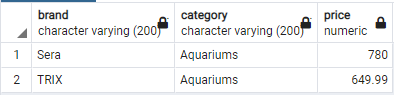 brand category price
character varying (200) character varying (200) numeric
1 Sera Aquariums 780
2 TRIX Aquariums 649.99